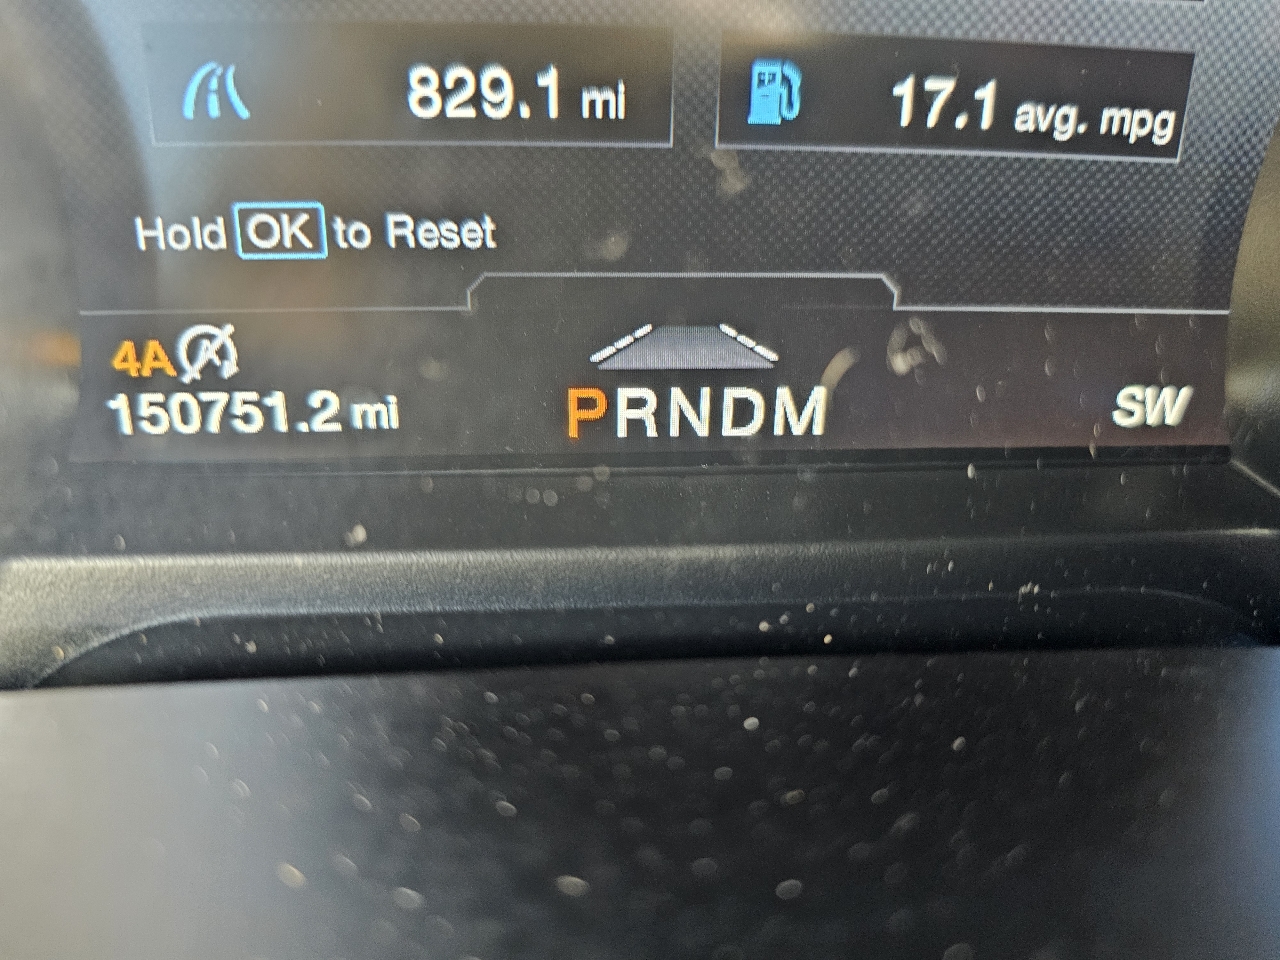 829.1 mi
17.1 avg. mpg
Hold OK to Reset
4A
150751.2 mi
PRNDM
SW